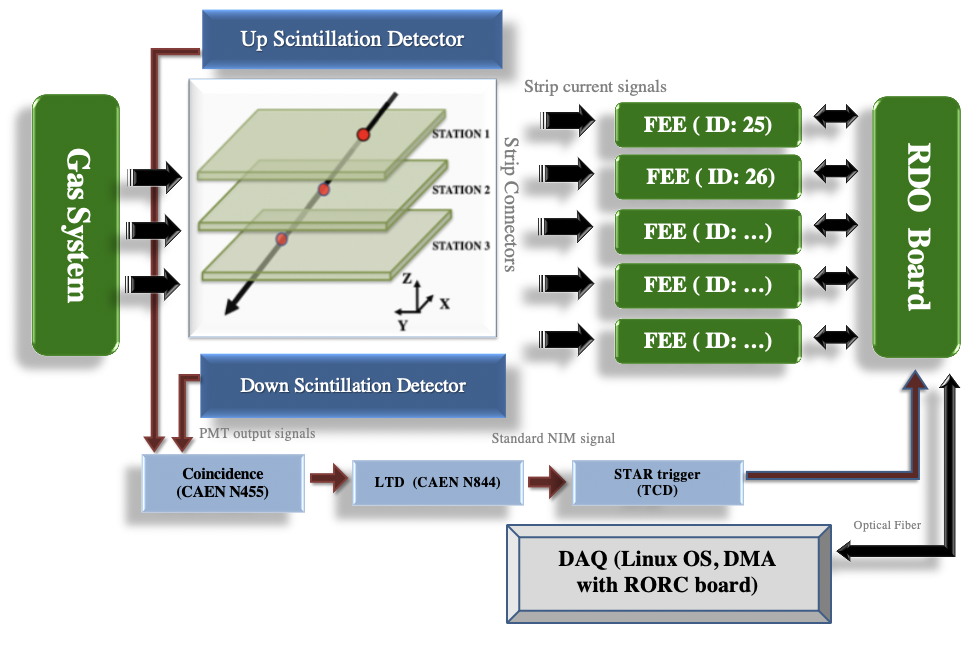 Up Scintillation Detector
Strip current signals
Gas System
STATION 1
STATION 2
STATION 3
Z
X
Y
Strip Connectors
FEE ( ID: 25)
FEE ( ID: 26)
FEE ( ID: ...)
FEE ( ID: ...)
FEE ( ID: ...)
RDO Board
Down Scintillation Detector
PMT output signals
Standard NIM signal
Coincidence
(CAEN N455)
LTD (CAEN N844)
STAR trigger
(TCD)
Optical Fiber
DAQ (Linux OS, DMA
with RORC board)